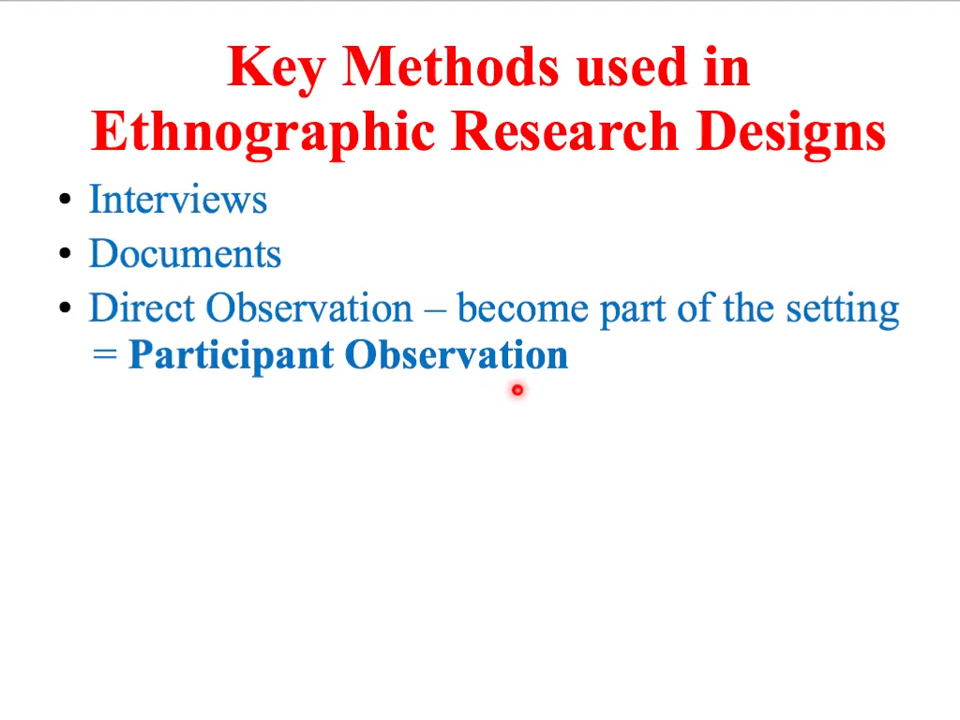 Key Methods used in
Ethnographic Research Designs
• Interviews
• Documents
• Direct Observation – become part of the setting
= Participant Observation